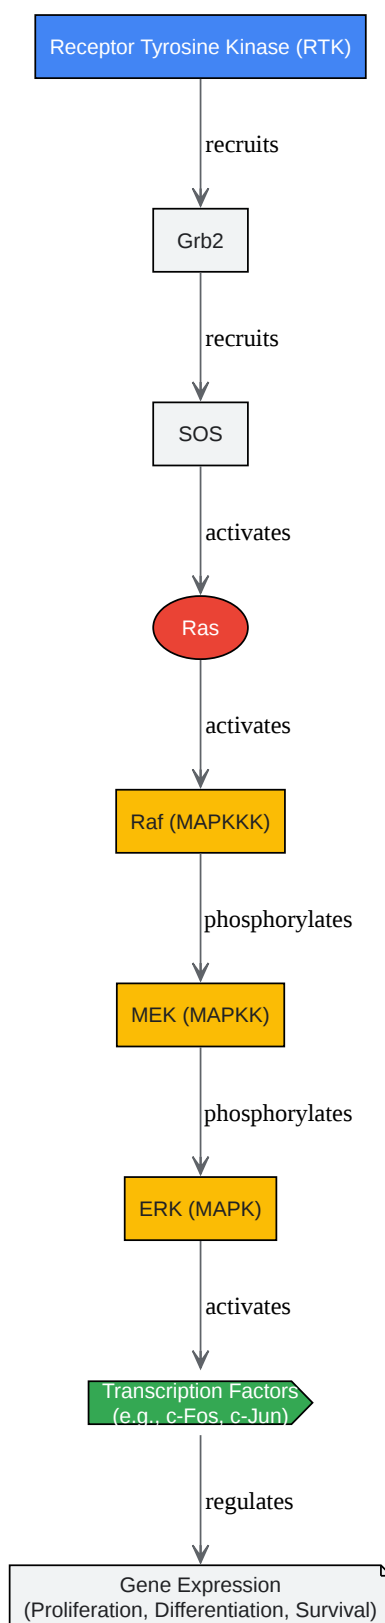 Receptor Tyrosine Kinase (RTK)
recruits
Grb2
recruits
SOS
activates
Ras
activates
Raf (MAPKKK)
phosphorylates
MEK (MAPKK)
phosphorylates
ERK (MAPK)
activates
Transcription Factors
(e.g., c-Fos, c-Jun)
regulates
Gene Expression
(Proliferation, Differentiation, Survival)